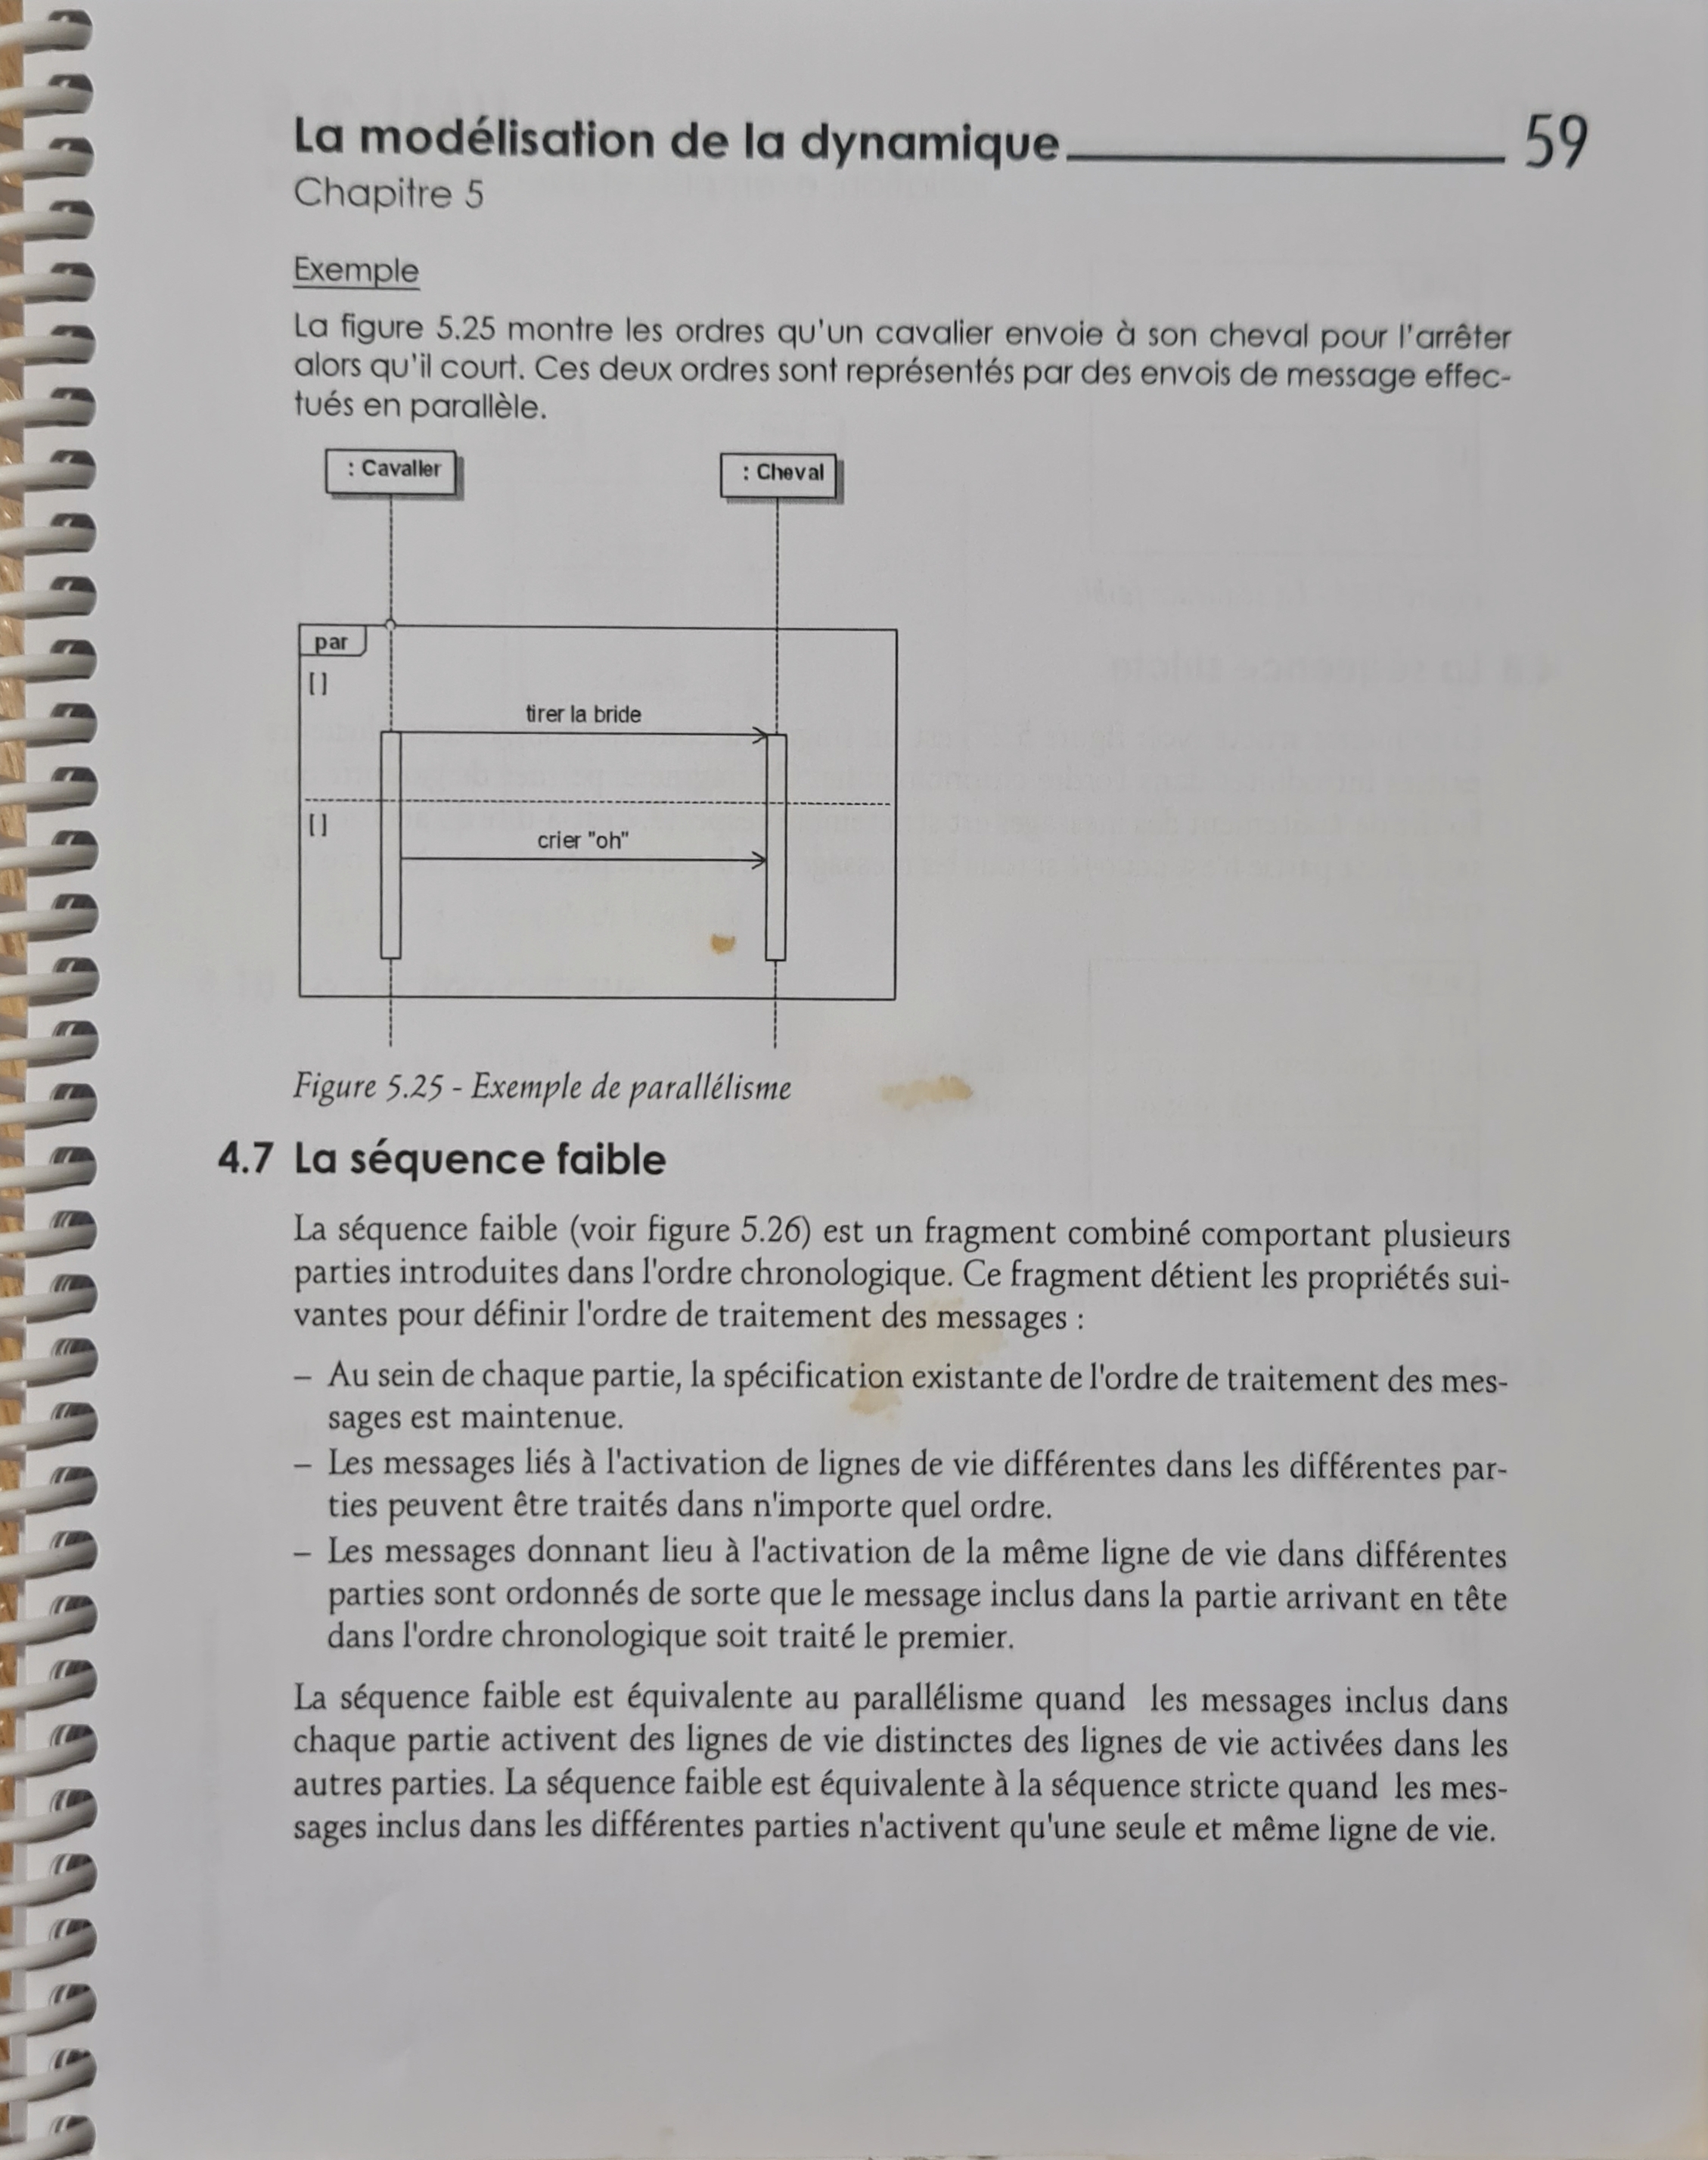 La modélisation de la dynamique 59
Chapitre 5
Exemple
La figure 5.25 montre les ordres qu'un cavalier envoie à son cheval pour l'arrêter
alors qu'il court. Ces deux ordres sont représentés par des envois de message effec-
tués en parallèle.
: Cavalier
: Cheval
par
[]
tirer la bride
[]
crier "oh"
Figure 5.25 - Exemple de parallélisme
4.7 La séquence faible
La séquence faible (voir figure 5.26) est un fragment combiné comportant plusieurs
parties introduites dans l'ordre chronologique. Ce fragment détient les propriétés sui-
vantes pour définir l'ordre de traitement des messages :
– Au sein de chaque partie, la spécification existante de l'ordre de traitement des mes-
sages est maintenue.
– Les messages liés à l'activation de lignes de vie différentes dans les différentes par-
ties peuvent être traités dans n'importe quel ordre.
– Les messages donnant lieu à l'activation de la même ligne de vie dans différentes
parties sont ordonnés de sorte que le message inclus dans la partie arrivant en tête
dans l'ordre chronologique soit traité le premier.
La séquence faible est équivalente au parallélisme quand les messages inclus dans
chaque partie activent des lignes de vie distinctes des lignes de vie activées dans les
autres parties. La séquence faible est équivalente à la séquence stricte quand les mes-
sages inclus dans les différentes parties n'activent qu'une seule et même ligne de vie.